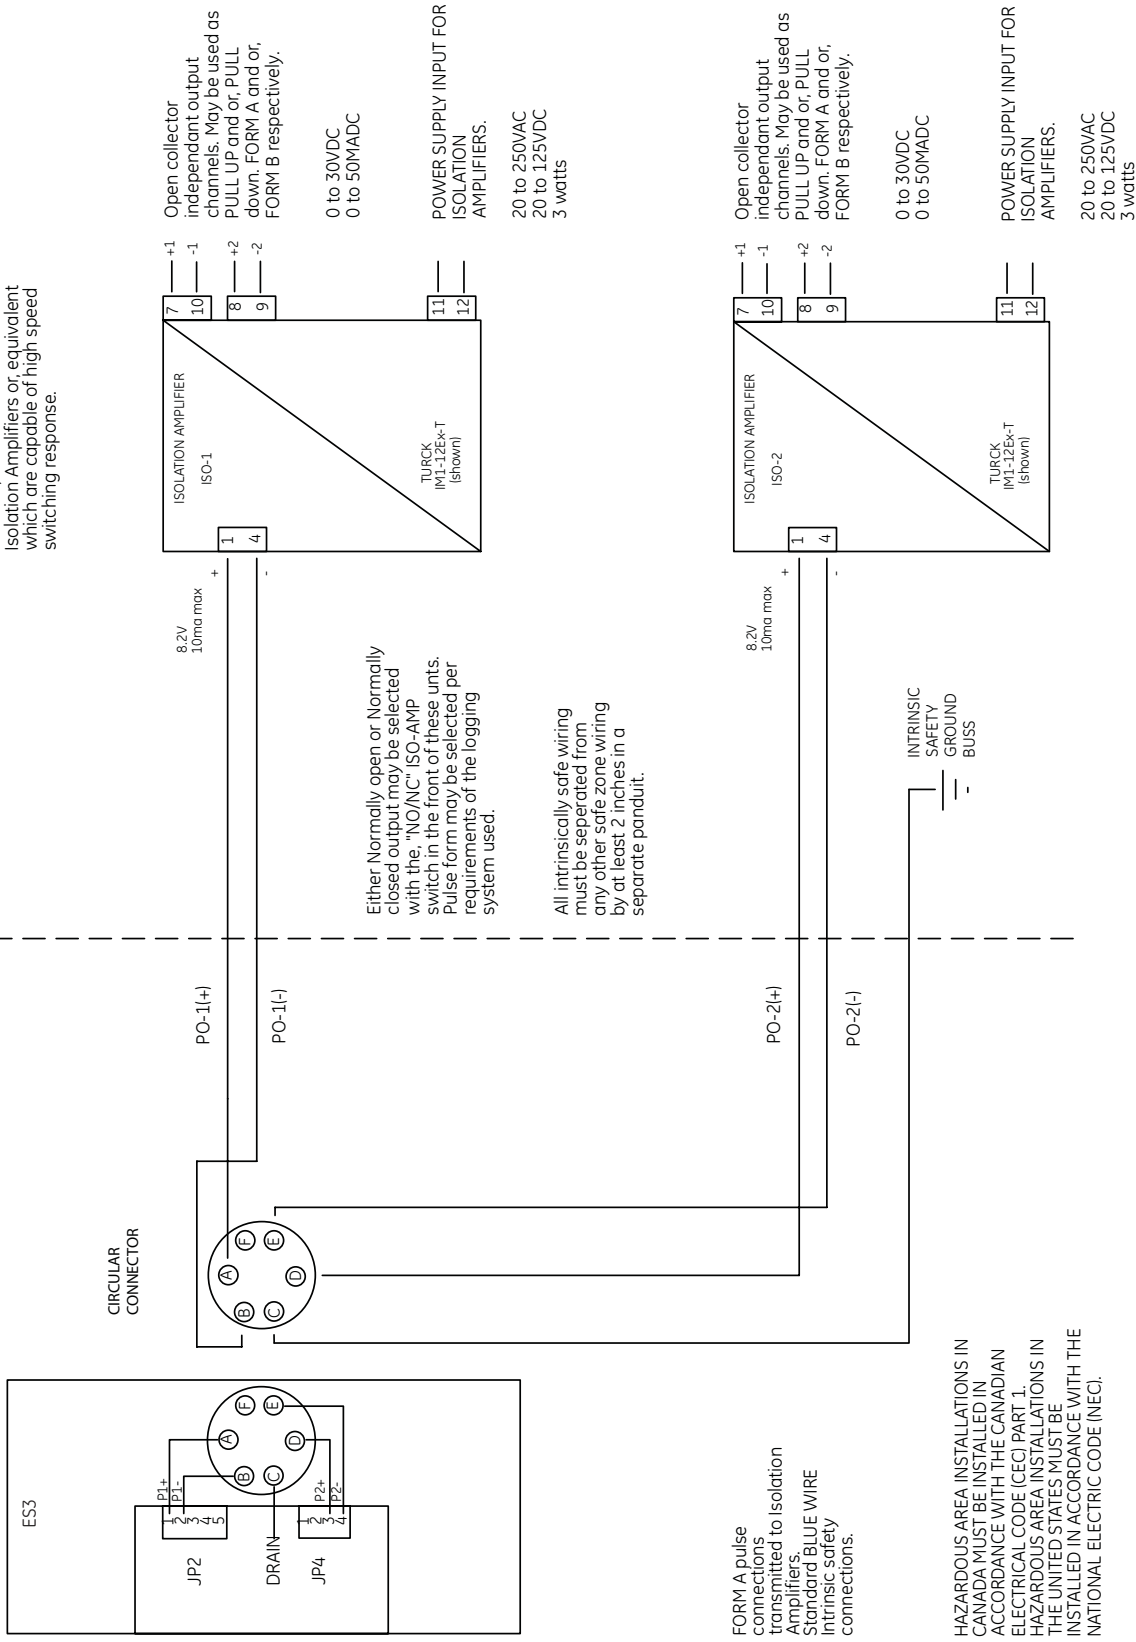 ES3
JP2
1
2
3
4
5
P1+
P1-
DRAIN
JP4
1
2
3
4
P2+
P2-
A
B
C
D
E
F
CIRCULAR
CONNECTOR
A
B
C
D
E
F
PO-1(+)
PO-1(-)
PO-2(+)
PO-2(-)
FORM A pulse
connections
transmitted to Isolation
Amplifiers.
Standard BLUE WIRE
Intrinsic safety
connections.
HAZARDOUS AREA INSTALLATIONS IN
CANADA MUST BE INSTALLED IN
ACCORDANCE WITH THE CANADIAN
ELECTRICAL CODE (CEC) PART 1.
HAZARDOUS AREA INSTALLATIONS IN
THE UNITED STATES MUST BE
INSTALLED IN ACCORDANCE WITH THE
NATIONAL ELECTRIC CODE (NEC).
Isolation Amplifiers or, equivalent
which are capable of high speed
switching response.
8.2V
10ma max
+
-
1
4
ISOLATION AMPLIFIER
ISO-1
TURCK
IM1-12Ex-T
(shown)
7
10
8
9
11
12
+1
-1
+2
-2
Open collector
independant output
channels. May be used as
PULL UP and or, PULL
down. FORM A and or,
FORM B respectively.
0 to 30VDC
0 to 50MADC
POWER SUPPLY INPUT FOR
ISOLATION
AMPLIFIERS.
20 to 250VAC
20 to 125VDC
3 watts
Either Normally open or Normally
closed output may be selected
with the, "NO/NC" ISO-AMP
switch in the front of these unts.
Pulse form may be selected per
requirements of the logging
system used.
All intrinsically safe wiring
must be seperated from
any other safe zone wiring
by at least 2 inches in a
separate panduit.
8.2V
10ma max
+
-
1
4
ISOLATION AMPLIFIER
ISO-2
TURCK
IM1-12Ex-T
(shown)
7
10
8
9
11
12
+1
-1
+2
-2
Open collector
independant output
channels. May be used as
PULL UP and or, PULL
down. FORM A and or,
FORM B respectively.
0 to 30VDC
0 to 50MADC
POWER SUPPLY INPUT FOR
ISOLATION
AMPLIFIERS.
20 to 250VAC
20 to 125VDC
3 watts
INTRINSIC
SAFETY
GROUND
BUSS